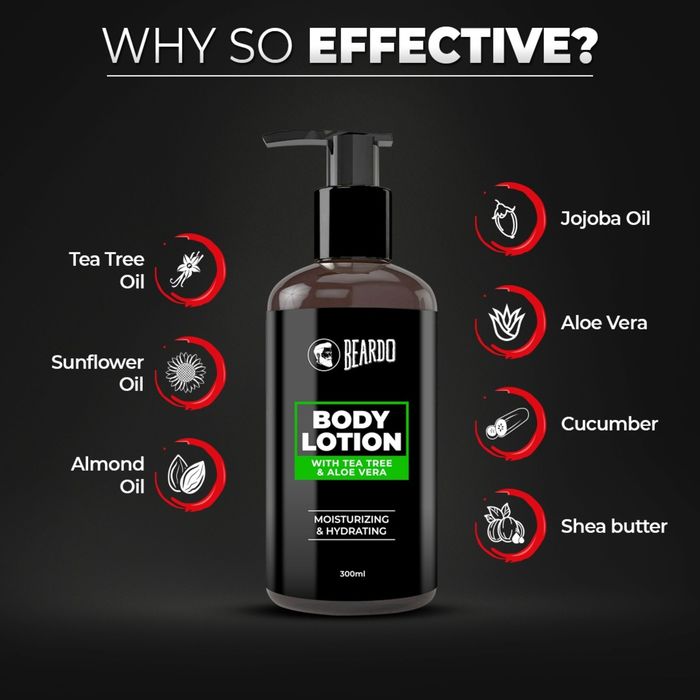 WHY SO EFFECTIVE?
Tea Tree
Oil
Sunflower
Oil
Almond
Oil
BEARDO
BODY
LOTION
WITH TEA TREE
& ALOE VERA
MOISTURIZING
& HYDRATING
300ml
Jojoba Oil
Aloe Vera
Cucumber
Shea butter